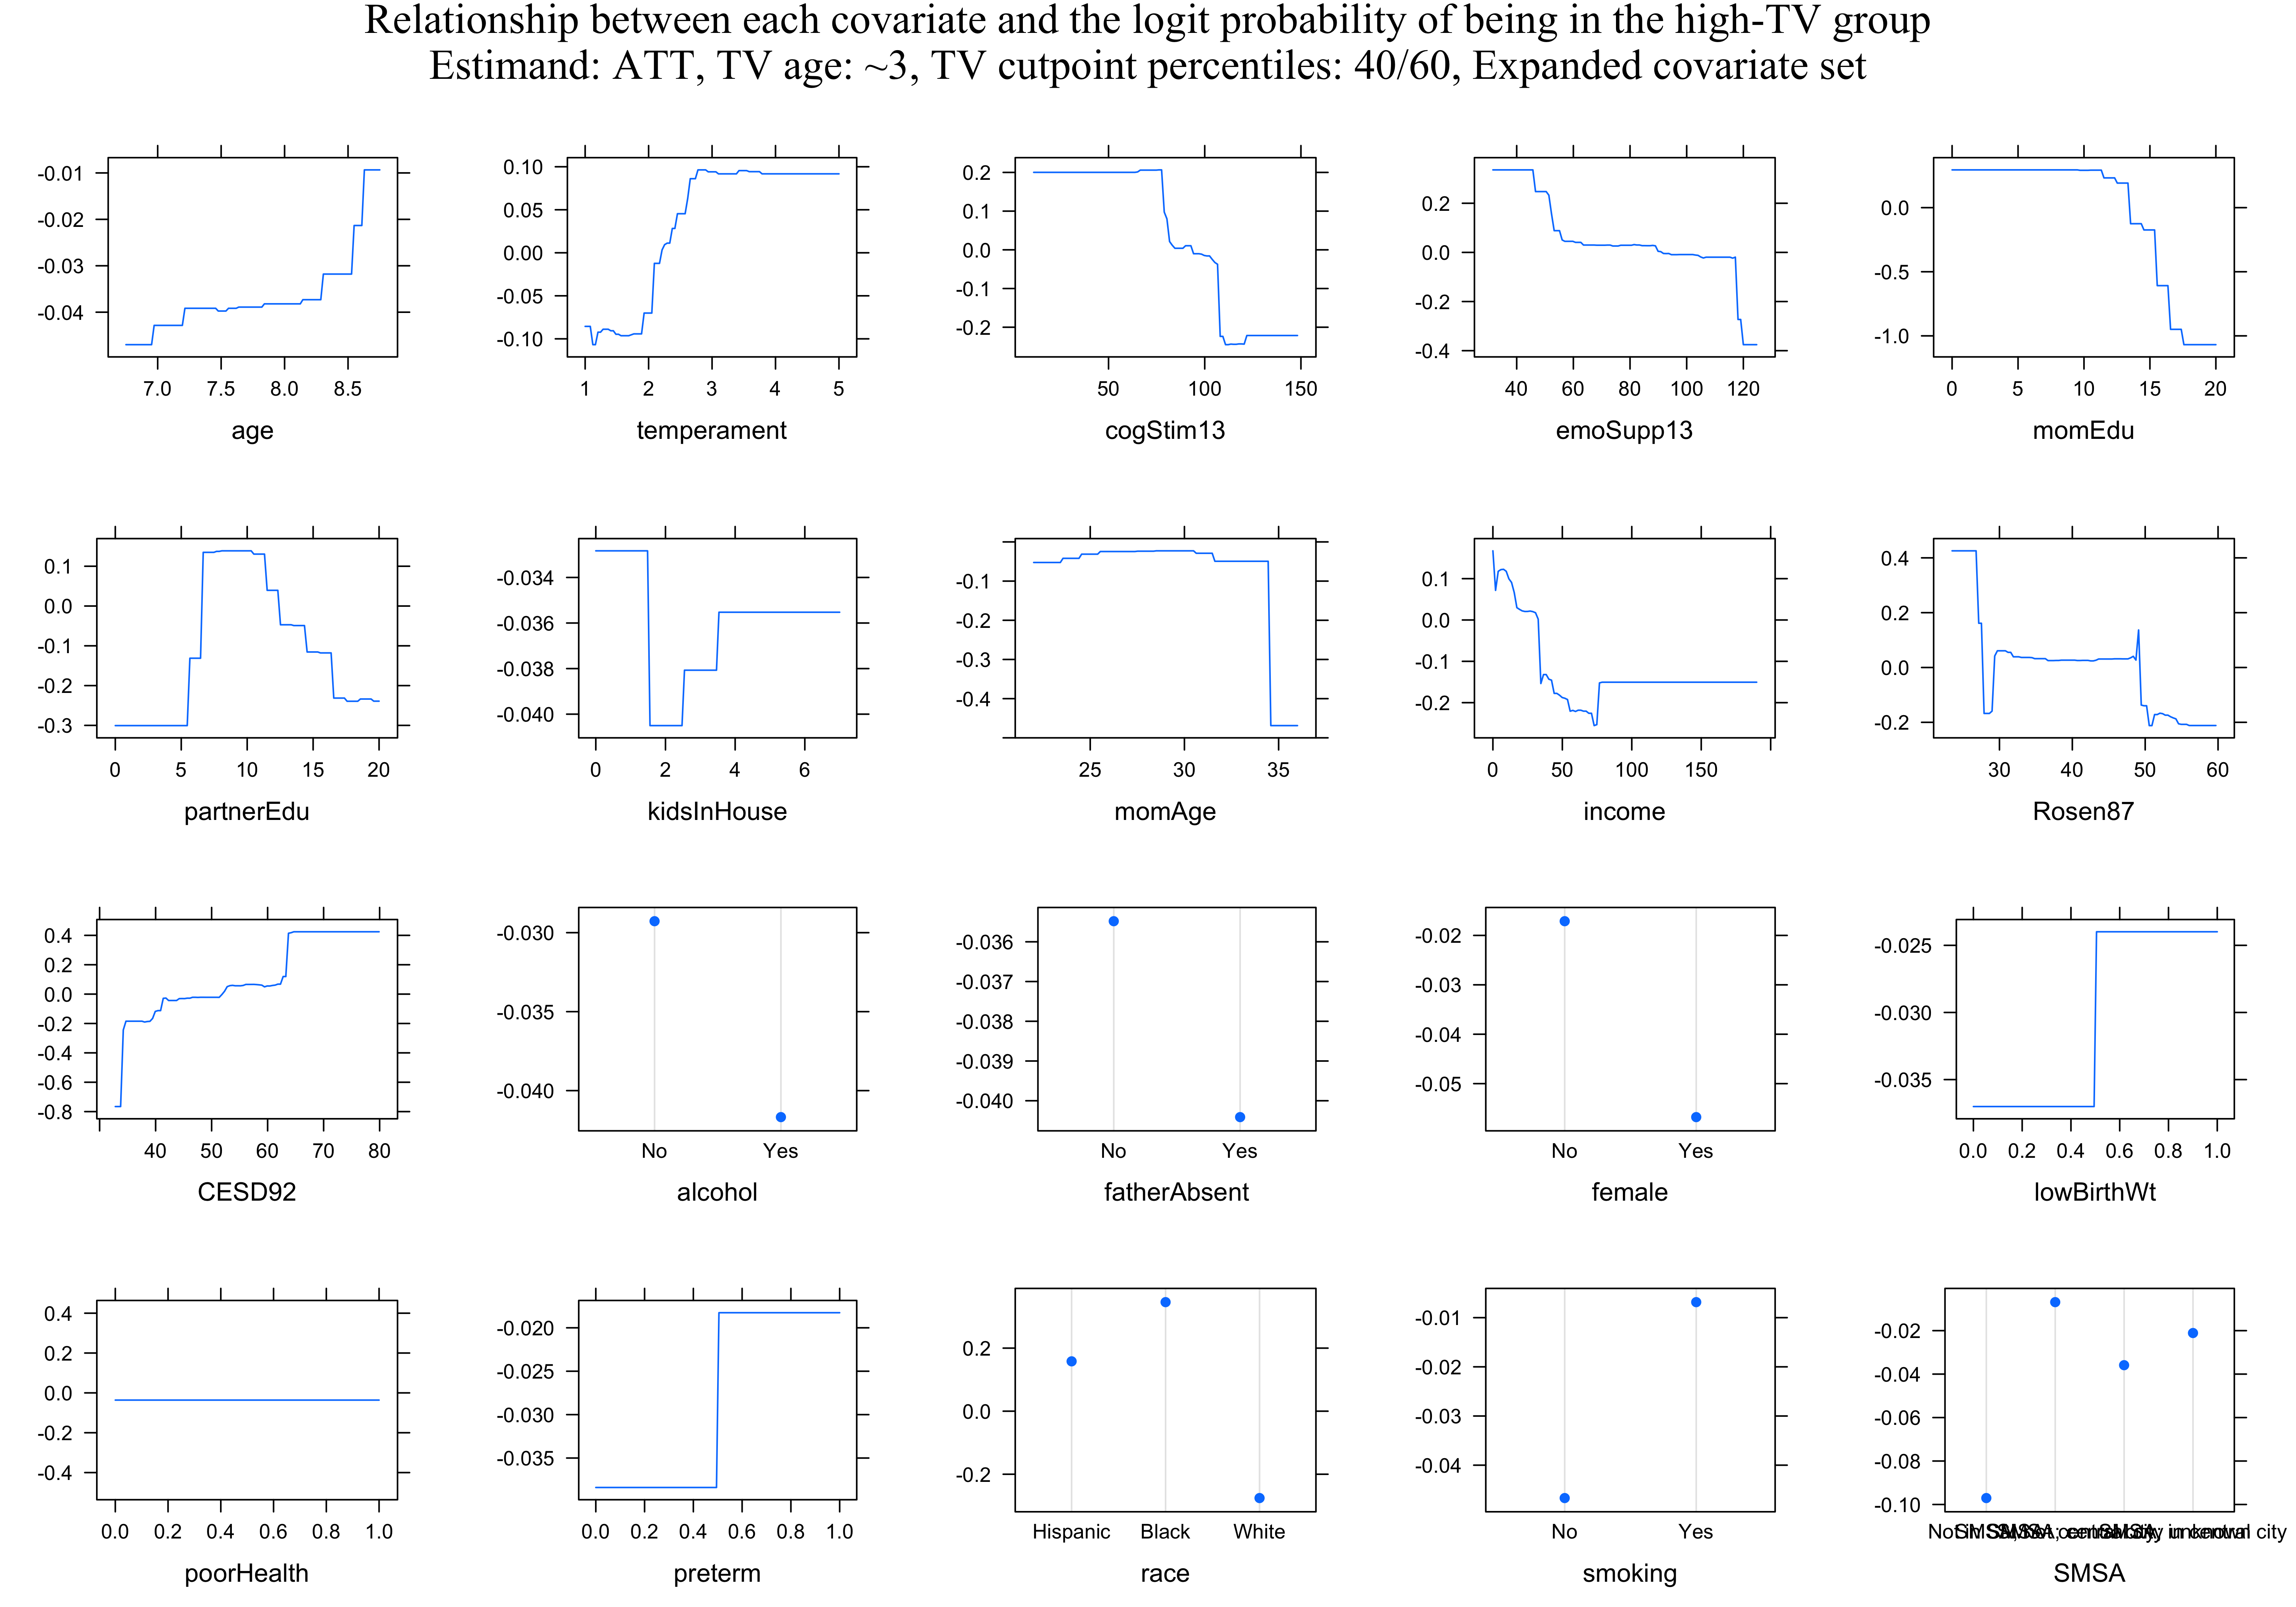 Relationship between each covariate and the logit probability of being in the high-TV group
Estimand: ATT, TV age: ~3, TV cutpoint percentiles: 40/60, Expanded covariate set
-0.01 -0.02 -0.03 -0.04
7.0 7.5 8.0 8.5
age
0.10 0.05 0.00 -0.05 -0.10
1 2 3 4 5
temperament
0.2 0.1 0.0 -0.1 -0.2
50 100 150
cogStim13
0.2 0.0 -0.2 -0.4
40 60 80 100 120
emoSupp13
0.0 -0.5 -1.0
0 5 10 15 20
momEdu
0.1 0.0 -0.1 -0.2 -0.3
0 5 10 15 20
partnerEdu
-0.034 -0.036 -0.038 -0.040
0 2 4 6
kidsInHouse
-0.1 -0.2 -0.3 -0.4
25 30 35
momAge
0.1 0.0 -0.1 -0.2
0 50 100 150
income
0.4 0.2 0.0 -0.2
30 40 50 60
Rosen87
0.4 0.2 0.0 -0.2 -0.4 -0.6 -0.8
40 50 60 70 80
CESD92
-0.030 -0.035 -0.040
No Yes
alcohol
-0.036 -0.037 -0.038 -0.039 -0.040
No Yes
fatherAbsent
-0.02 -0.03 -0.04 -0.05
No Yes
female
-0.025 -0.030 -0.035
0.0 0.2 0.4 0.6 0.8 1.0
lowBirthWt
0.4 0.2 0.0 -0.2 -0.4
0.0 0.2 0.4 0.6 0.8 1.0
poorHealth
-0.020 -0.025 -0.030 -0.035
0.0 0.2 0.4 0.6 0.8 1.0
preterm
0.2 0.0 -0.2
Hispanic Black White
race
-0.01 -0.02 -0.03 -0.04
No Yes
smoking
-0.02 -0.04 -0.06 -0.08 -0.10
city
SMSA